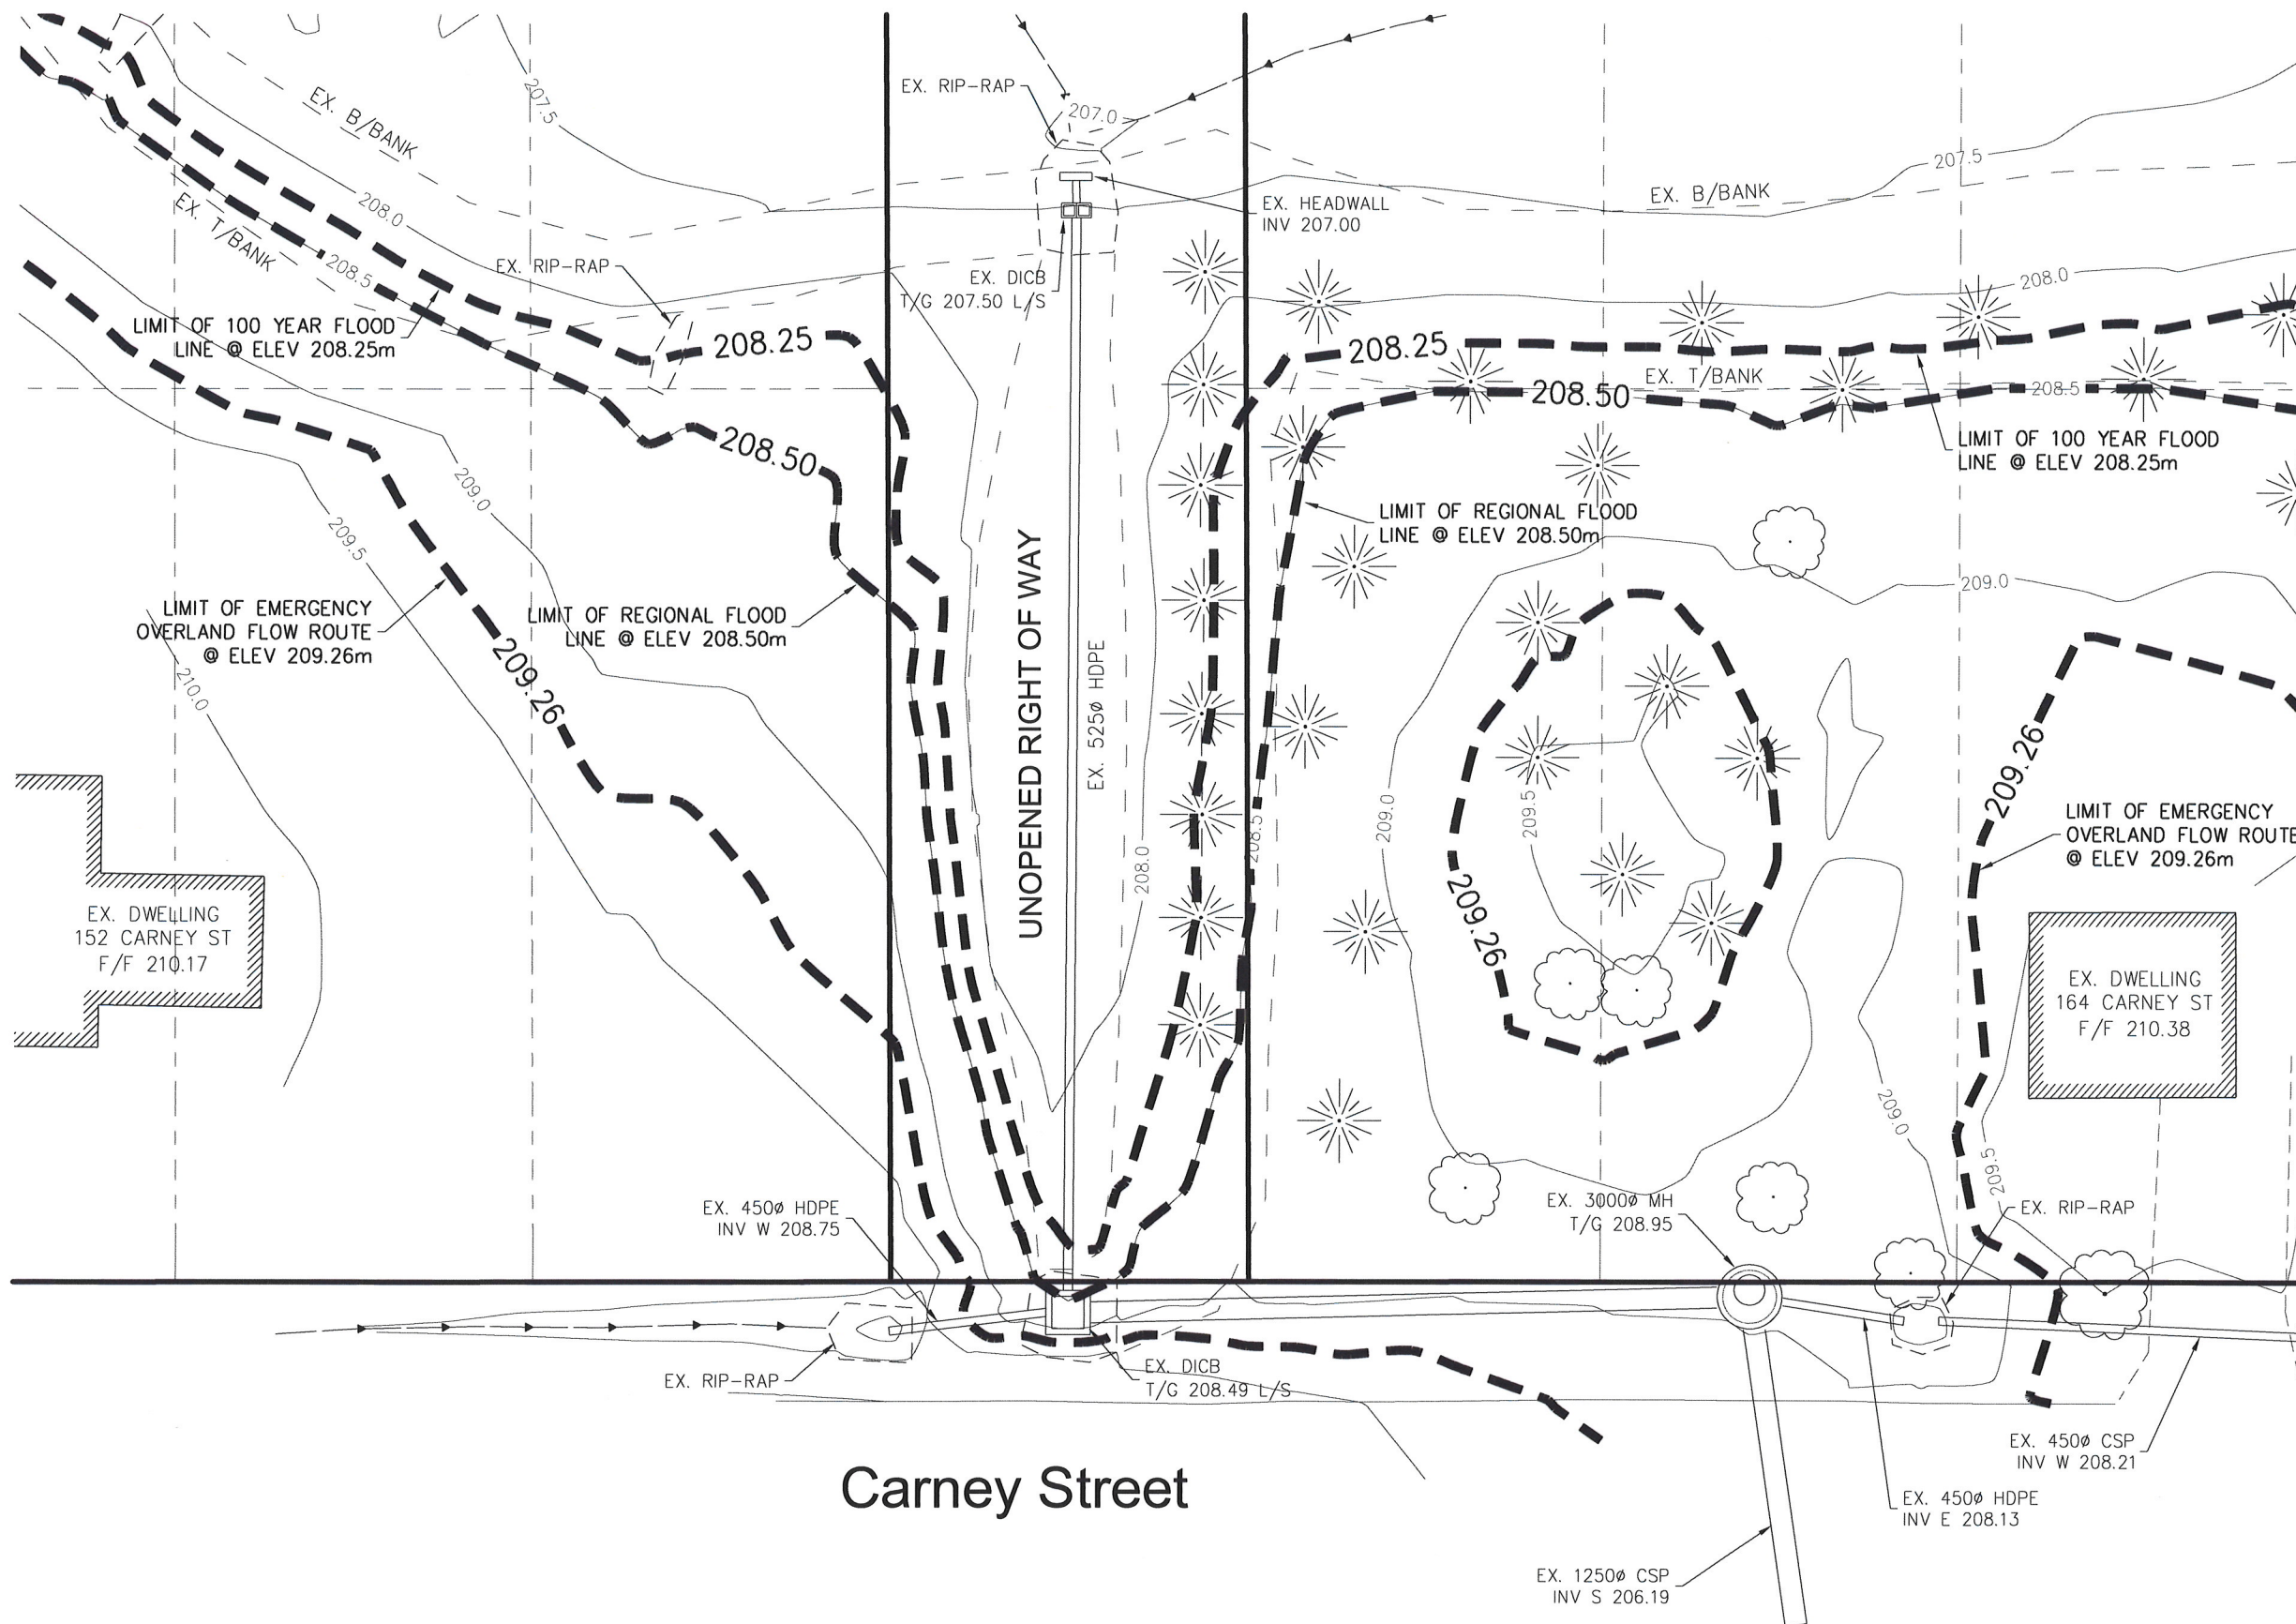 207.5
EX. B/BANK
EX. RIP-RAP
207.0
207.5
EX. B/BANK
208.0
EX. T/BANK
EX. HEADWALL
INV 207.00
208.5
EX. RIP-RAP
EX. DICB
T/G 207.50 L/S
208.0
LIMIT OF 100 YEAR FLOOD
LINE @ ELEV 208.25m
208.25
208.25
EX. T/BANK
208.50
208.5
208.50
LIMIT OF 100 YEAR FLOOD
LINE @ ELEV 208.25m
209.0
209.5
LIMIT OF REGIONAL FLOOD
LINE @ ELEV 208.50m
209.0
LIMIT OF EMERGENCY
OVERLAND FLOW ROUTE
@ ELEV 209.26m
LIMIT OF REGIONAL FLOOD
LINE @ ELEV 208.50m
210.0
209.26
UNOPENED RIGHT OF WAY
EX. 525ø HDPE
208.0
208.5
209.0
209.5
209.26
209.26
LIMIT OF EMERGENCY
OVERLAND FLOW ROUTE
@ ELEV 209.26m
EX. DWELLING
152 CARNEY ST
F/F 210.17
EX. DWELLING
164 CARNEY ST
F/F 210.38
209.0
209.5
EX. 450ø HDPE
INV W 208.75
EX. 3000ø MH
T/G 208.95
EX. RIP-RAP
EX. RIP-RAP
EX. DICB
T/G 208.49 L/S
Carney Street
EX. 450ø CSP
INV W 208.21
EX. 450ø HDPE
INV E 208.13
EX. 1250ø CSP
INV S 206.19